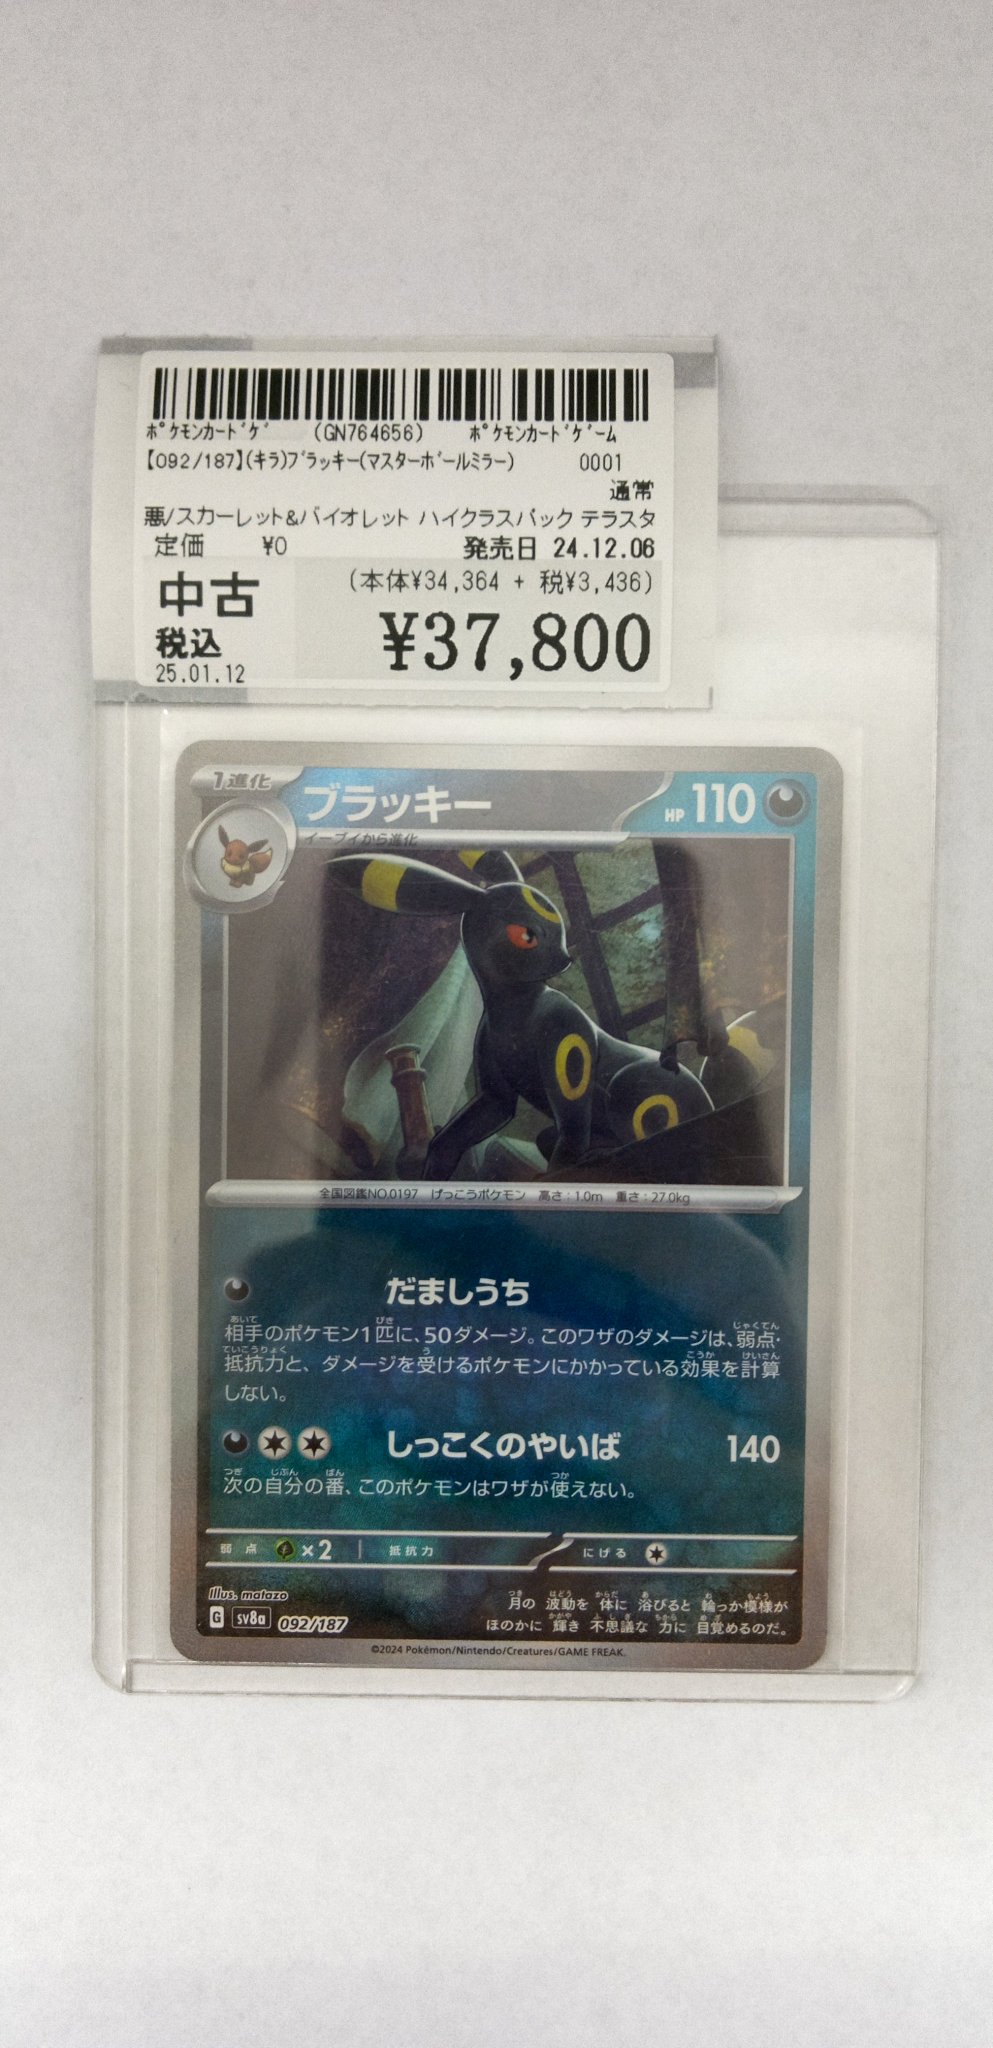 ﾎﾟｹﾓﾝｶｰﾄﾞｹﾞ (GN764656) ﾎﾟｹﾓﾝｶｰﾄﾞｹﾞｰﾑ
【092/187】(ｷﾗ)ﾌﾞﾗｯｷｰ(ﾏｽﾀｰﾎﾞｰﾙﾐﾗｰ) 0001
通常
悪/スカーレット&バイオレット ハイクラスパック テラスタ
定価 ¥0 発売日 24.12.06
中古 (本体¥34,364 + 税¥3,436)
税込 ¥37,800
25.01.12
1進化 ブラッキー HP 110
イーブイから進化
全国図鑑NO.0197 げっこうポケモン 高さ:1.0m 重さ:27.0kg
だましうち
相手のポケモン1匹に、50ダメージ。このワザのダメージは、弱点・
抵抗力と、ダメージを受けるポケモンにかかっている効果を計算
しない。
しっこくのやいば 140
次の自分の番、このポケモンはワザが使えない。
弱点 ×2 抵抗力 にげる
Illus. matazo
G sv8a 092/187
月の波動を体に浴びると輪っか模様が
ほのかに輝き不思議な力に目覚めるのだ。
©2024 Pokémon/Nintendo/Creatures/GAME FREAK.